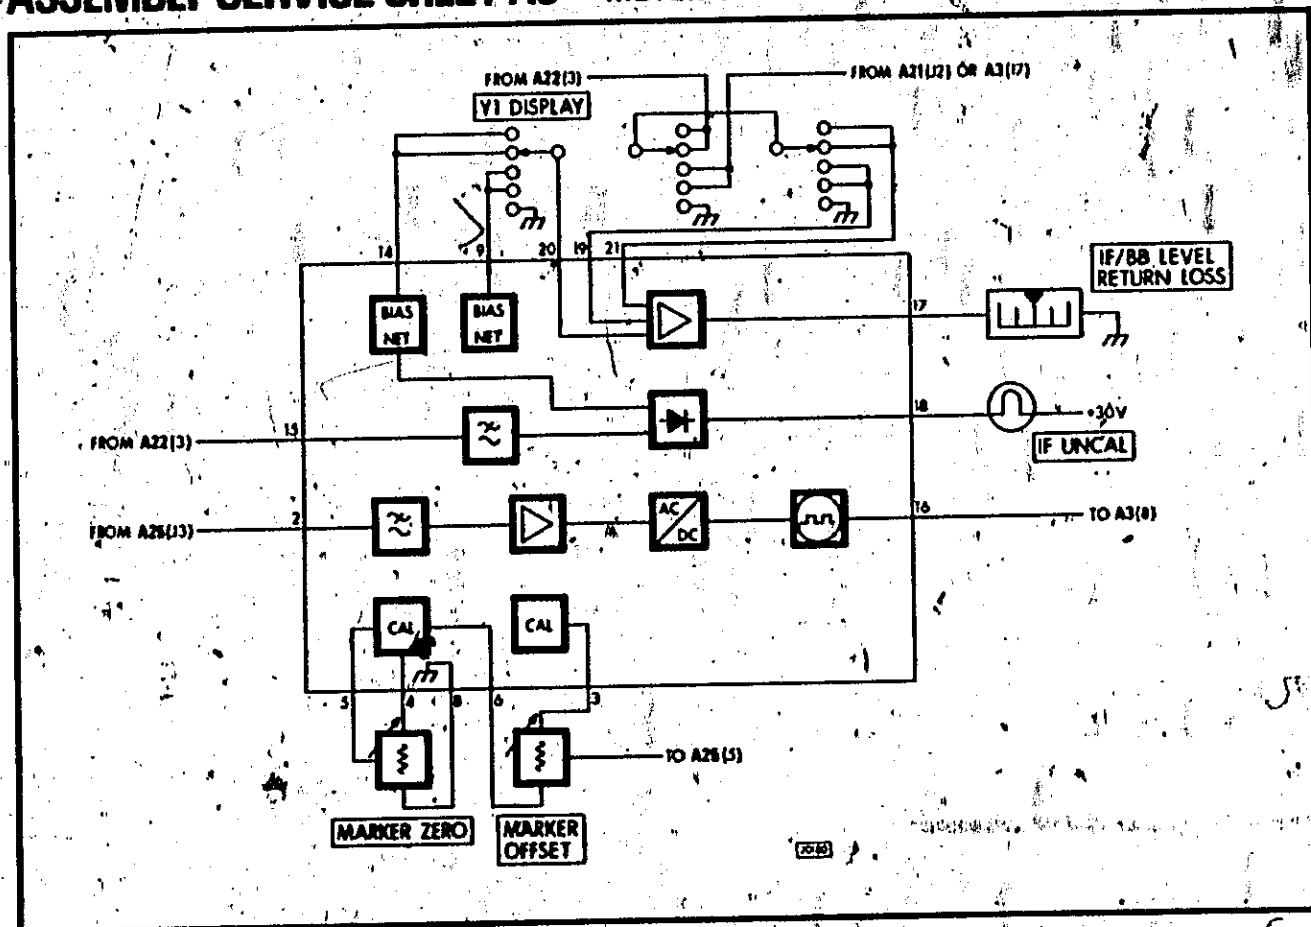 ASSEMBLY SERVICE SHEET
FROM A22(3)
FROM A21(J2) OR A3(17)
Y1 DISPLAY
14
9
20
19
21
IF/BB LEVEL
RETURN LOSS
BIAS
NET
BIAS
NET
17
18
+30V
IF UNCAL
15
FROM A22(3)
2
FROM A25(J3)
AC
DC
16
TO A3(8)
CAL
CAL
5
4
8
6
3
TO A25(5)
MARKER ZERO
MARKER
OFFSET